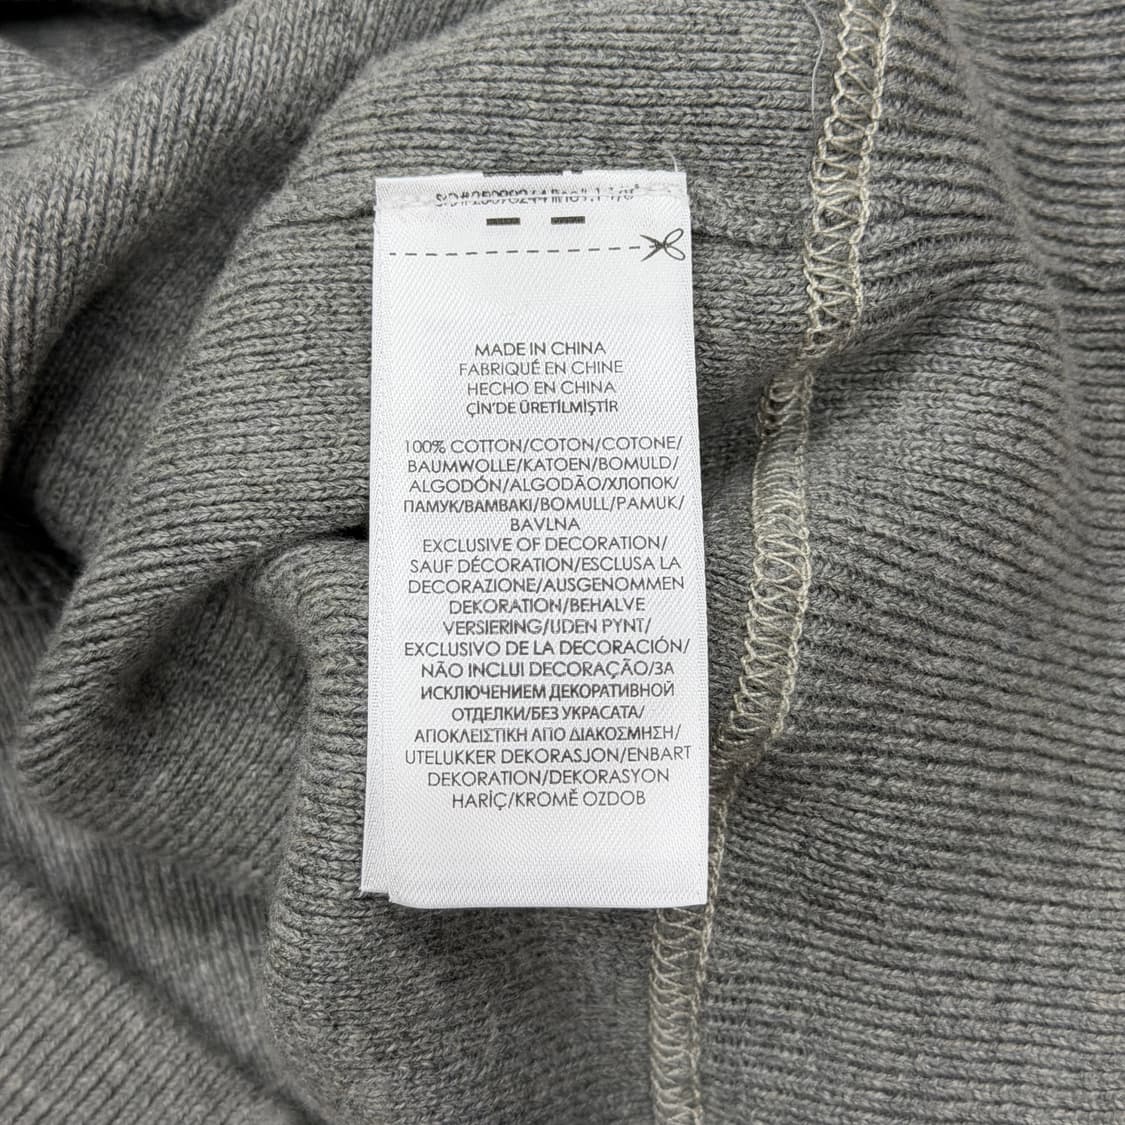 MADE IN CHINA
FABRIQUÉ EN CHINE
HECHO EN CHINA
ÇİN'DE ÜRETİLMİŞTİR
100% COTTON/COTON/COTONE/
BAUMWOLLE/KATOEN/BOMULD/
ALGODÓN/ALGODÃO/ХЛОПОК/
ПАМУК/ΒΑΜΒΑΚΙ/BOMULL/PAMUK/
BAVLNA
EXCLUSIVE OF DECORATION/
SAUF DÉCORATION/ESCLUSA LA
DECORAZIONE/AUSGENOMMEN
DEKORATION/BEHALVE
VERSIERING/UDEN PYNT/
EXCLUSIVO DE LA DECORACIÓN/
NÃO INCLUI DECORAÇÃO/ЗА
ИСКЛЮЧЕНИЕМ ДЕКОРАТИВНОЙ
ОТДЕЛКИ/БЕЗ УКРАСАТА/
ΑΠΟΚΛΕΙΣΤΙΚΗ ΑΠΟ ΔΙΑΚΟΣΜΗΣΗ/
UTELUKKER DEKORASJON/ENBART
DEKORATION/DEKORASYON
HARİÇ/KROMĚ OZDOB